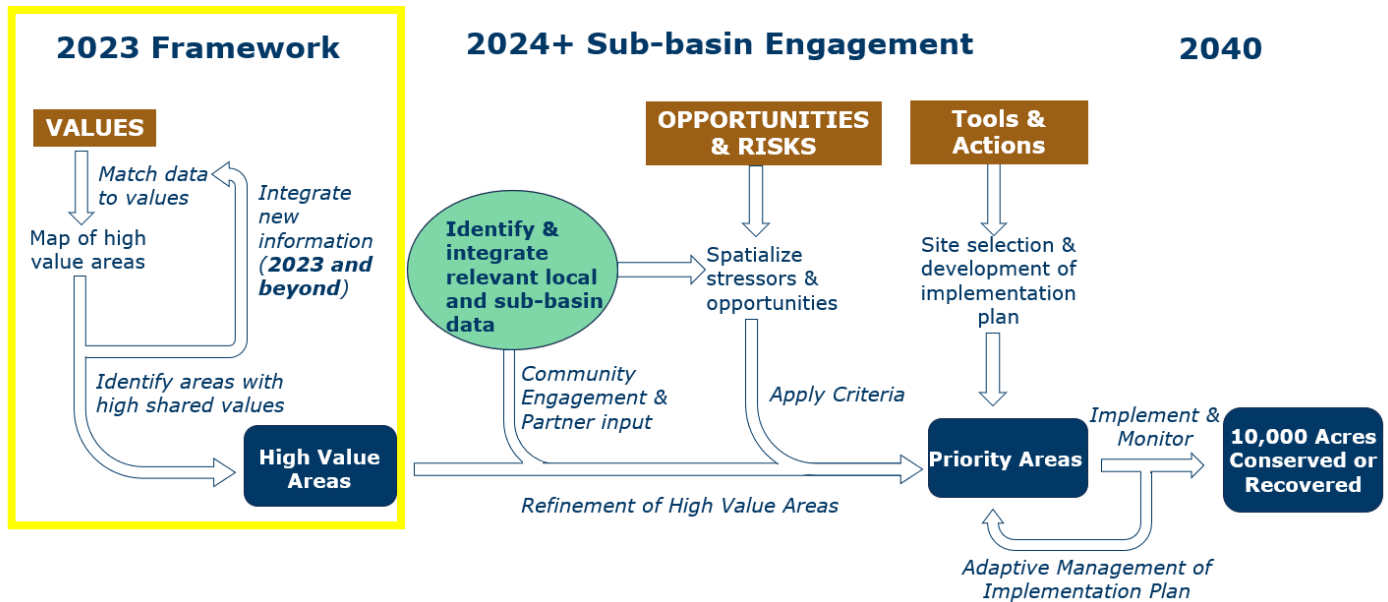 2023 Framework
2024+ Sub-basin Engagement
2040
VALUES
Match data
to values
Map of high
value areas
Integrate
new
information
(2023 and
beyond)
Identify areas with
high shared values
High Value
Areas
Identify &
integrate
relevant local
and sub-basin
data
Community
Engagement &
Partner input
OPPORTUNITIES
& RISKS
Spatialize
stressors &
opportunities
Apply Criteria
Refinement of High Value Areas
Tools &
Actions
Site selection &
development of
implementation
plan
Priority Areas
Implement &
Monitor
10,000 Acres
Conserved or
Recovered
Adaptive Management of
Implementation Plan